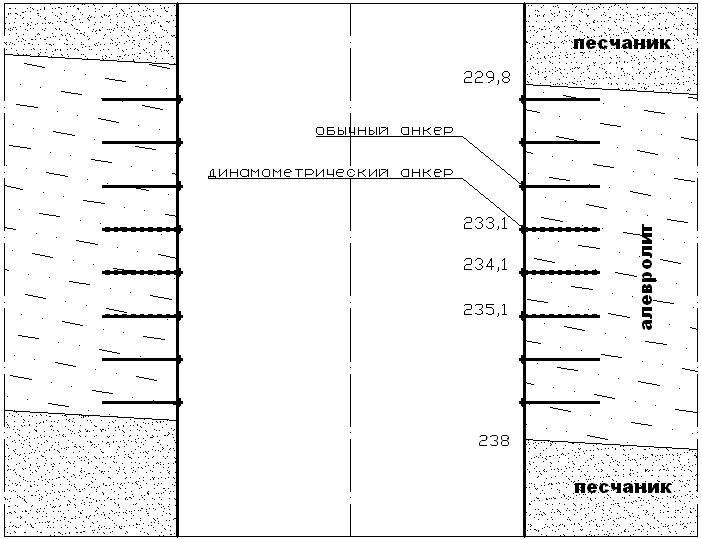 песчаник
229,8
обычный анкер
динамометрический анкер
233,1
234,1
235,1
алевролит
238
песчаник